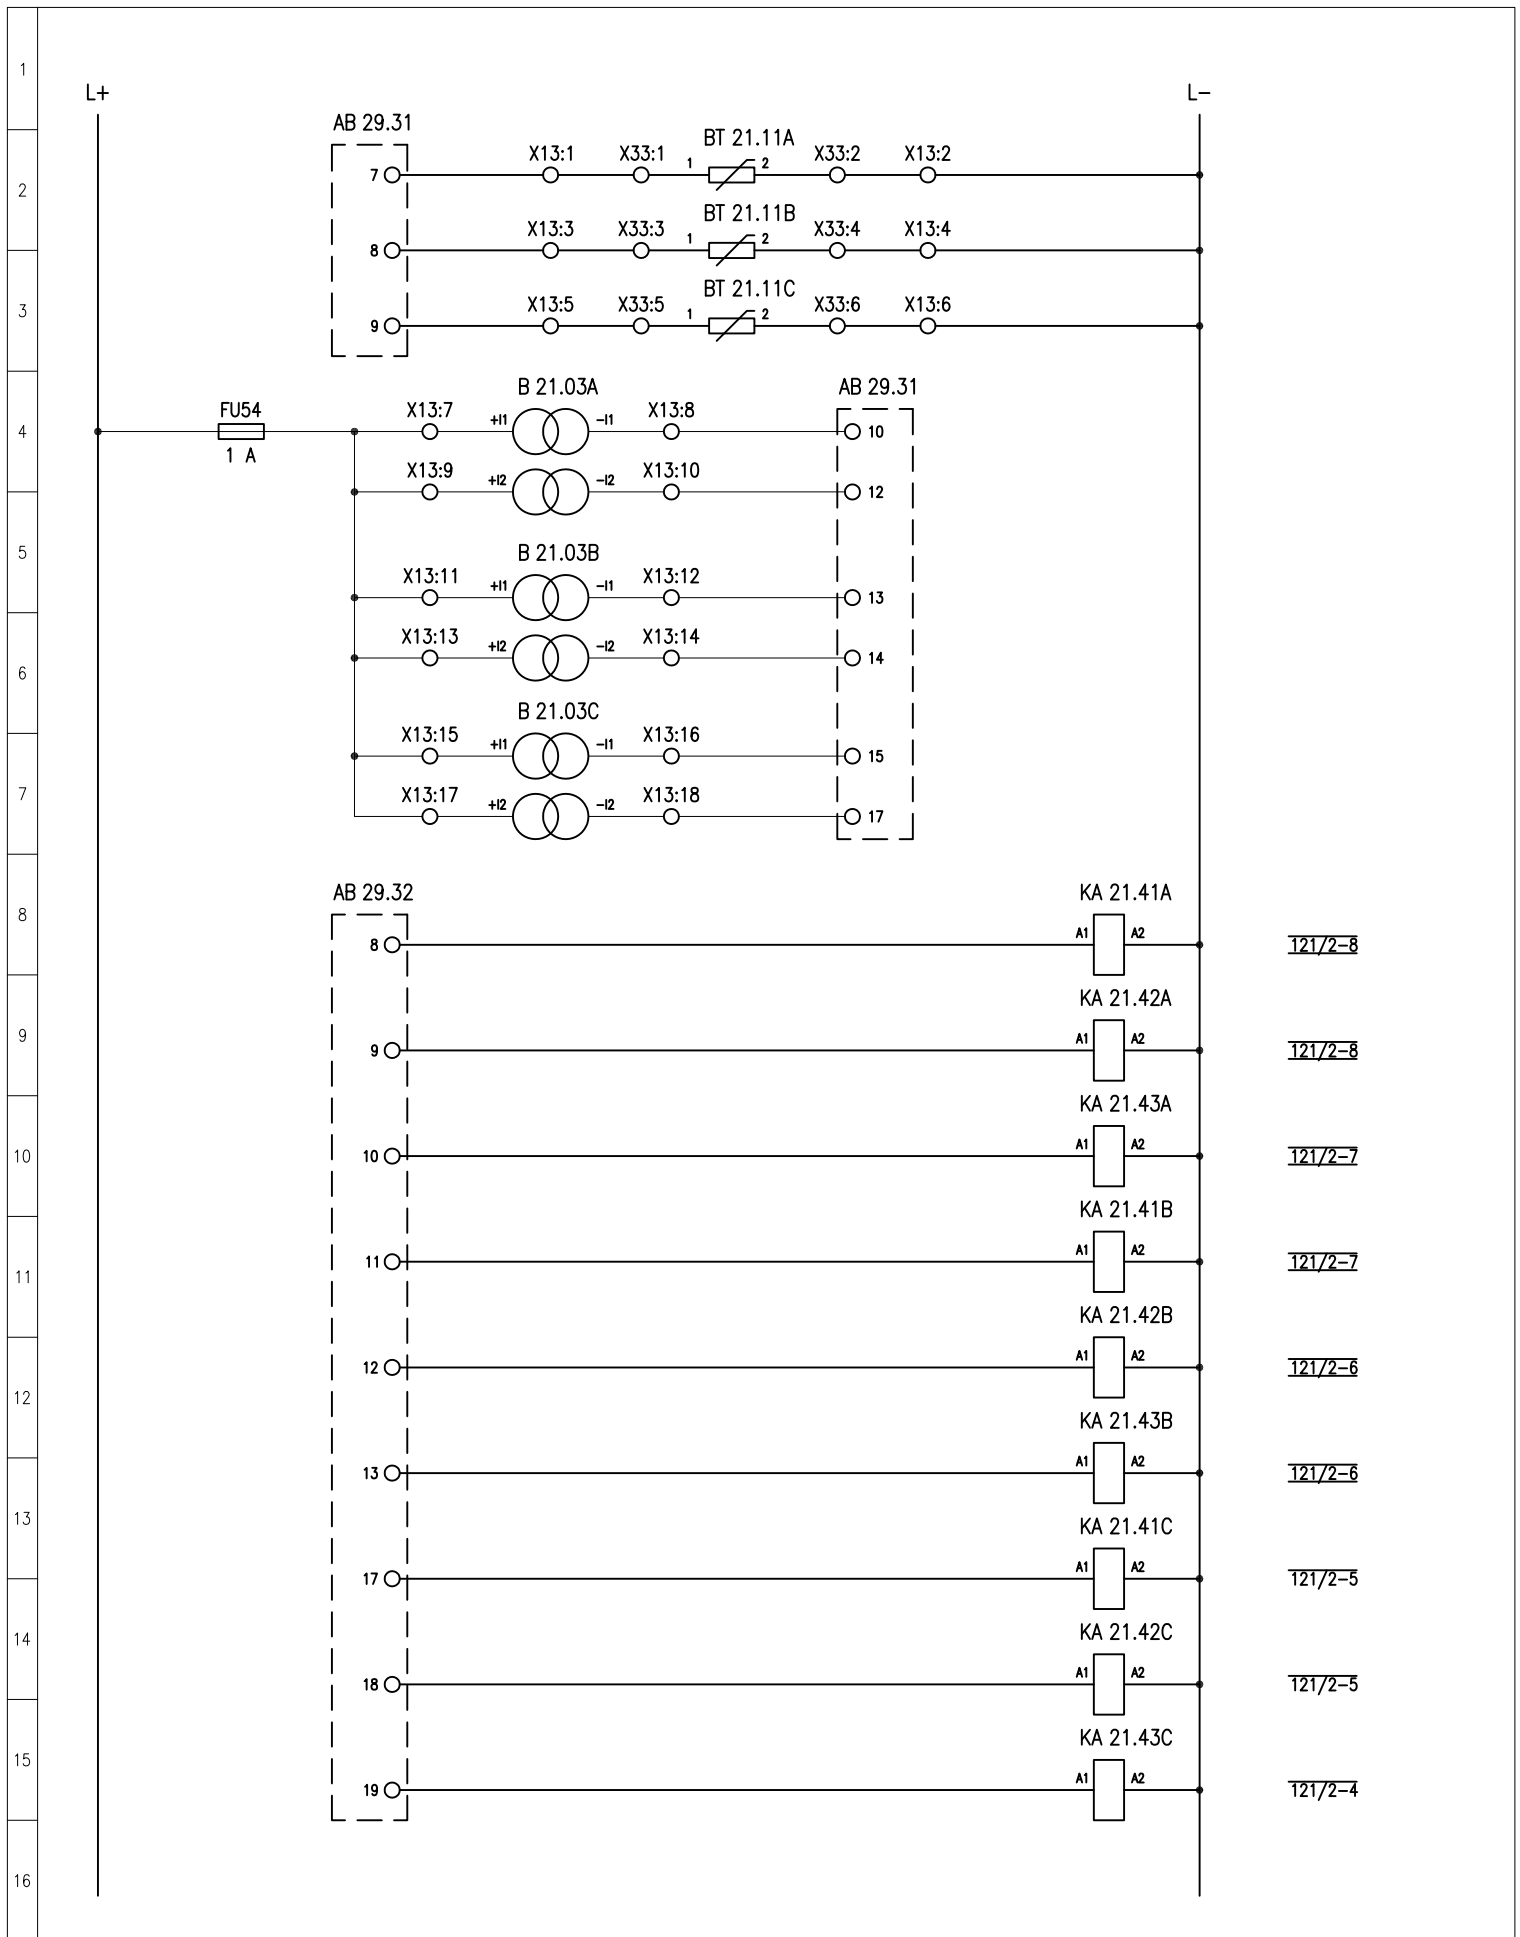 1
L+
L-
AB 29.31
BT 21.11A
X13:1 X33:1 1 2 X33:2 X13:2
7
2
BT 21.11B
X13:3 X33:3 1 2 X33:4 X13:4
8
BT 21.11C
X13:5 X33:5 1 2 X33:6 X13:6
3
9
B 21.03A
AB 29.31
FU54
X13:7 +I1 -I1 X13:8
4
10
1 A
X13:9 +I2 -I2 X13:10
12
5
B 21.03B
X13:11 +I1 -I1 X13:12
13
X13:13 +I2 -I2 X13:14
14
6
B 21.03C
X13:15 +I1 -I1 X13:16
15
7
X13:17 +I2 -I2 X13:18
17
AB 29.32
KA 21.41A
8
A1 A2
8
121/2-8
KA 21.42A
9
A1 A2
9
121/2-8
KA 21.43A
A1 A2
10
10
121/2-7
KA 21.41B
A1 A2
11
121/2-7
11
KA 21.42B
A1 A2
12
121/2-6
12
KA 21.43B
A1 A2
13
121/2-6
13
KA 21.41C
A1 A2
17
121/2-5
14
KA 21.42C
A1 A2
18
121/2-5
KA 21.43C
15
A1 A2
19
121/2-4
16